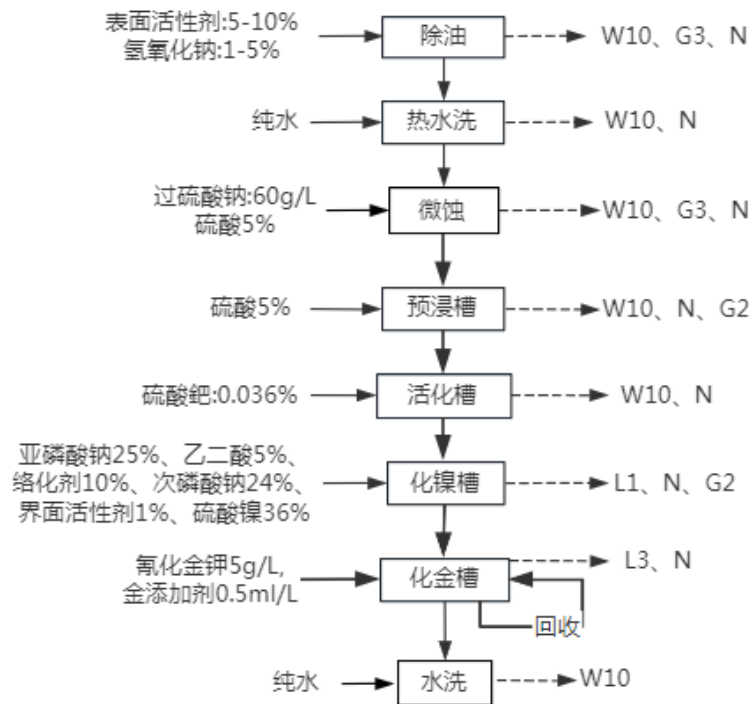 表面活性剂:5-10%
氢氧化钠:1-5%
除油
W10、G3、N
纯水
热水洗
W10、N
过硫酸钠:60g/L
硫酸5%
微蚀
W10、G3、N
硫酸5%
预浸槽
W10、N、G2
硫酸钯:0.036%
活化槽
W10、N
亚磷酸钠25%、乙二酸5%、
络化剂10%、次磷酸钠24%、
界面活性剂1%、硫酸镍36%
化镍槽
L1、N、G2
氰化金钾5g/L,
金添加剂0.5ml/L
化金槽
L3、N
回收
纯水
水洗
W10